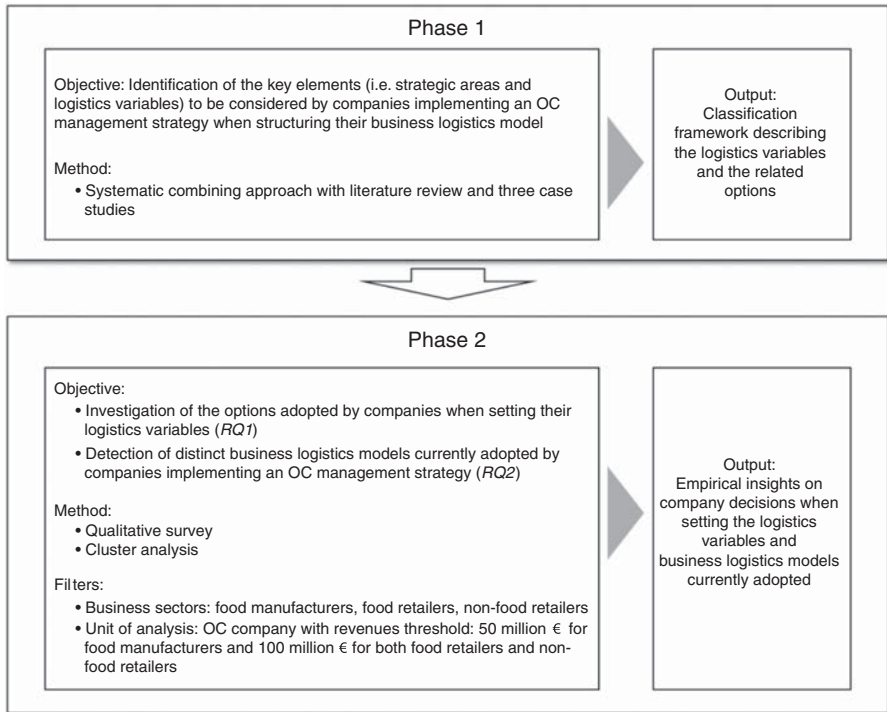 Phase 1
Objective: Identification of the key elements (i.e. strategic areas and
logistics variables) to be considered by companies implementing an OC
management strategy when structuring their business logistics model
Method:
• Systematic combining approach with literature review and three case
studies
Output:
Classification
framework describing
the logistics variables
and the related
options
Phase 2
Objective:
• Investigation of the options adopted by companies when setting their
logistics variables (RQ1)
• Detection of distinct business logistics models currently adopted by
companies implementing an OC management strategy (RQ2)
Method:
• Qualitative survey
• Cluster analysis
Filters:
• Business sectors: food manufacturers, food retailers, non-food retailers
• Unit of analysis: OC company with revenues threshold: 50 million € for
food manufacturers and 100 million € for both food retailers and non-
food retailers
Output:
Empirical insights on
company decisions when
setting the logistics
variables and
business logistics models
currently adopted